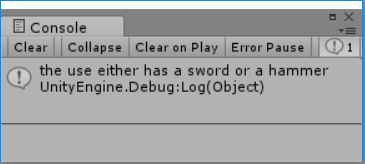 Console
Clear Collapse Clear on Play Error Pause 1
the use either has a sword or a hammer
UnityEngine.Debug:Log(Object)